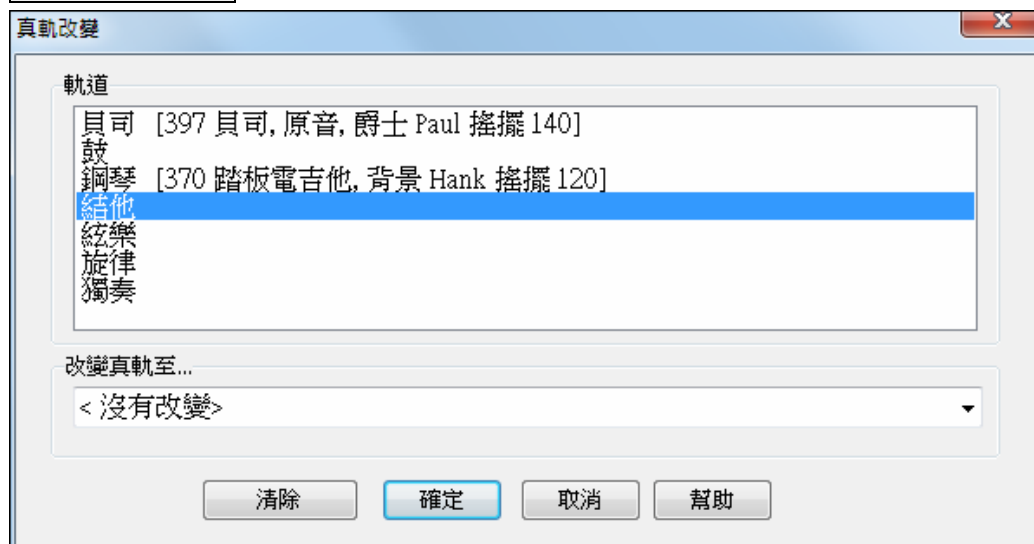 真軌改變
軌道
貝司 [397 貝司, 原音, 爵士 Paul 搖擺 140]
鼓
鋼琴 [370 踏板電吉他, 背景 Hank 搖擺 120]
結他
絃樂
旋律
獨奏
改變真軌至...
< 沒有改變>
清除 確定 取消 幫助